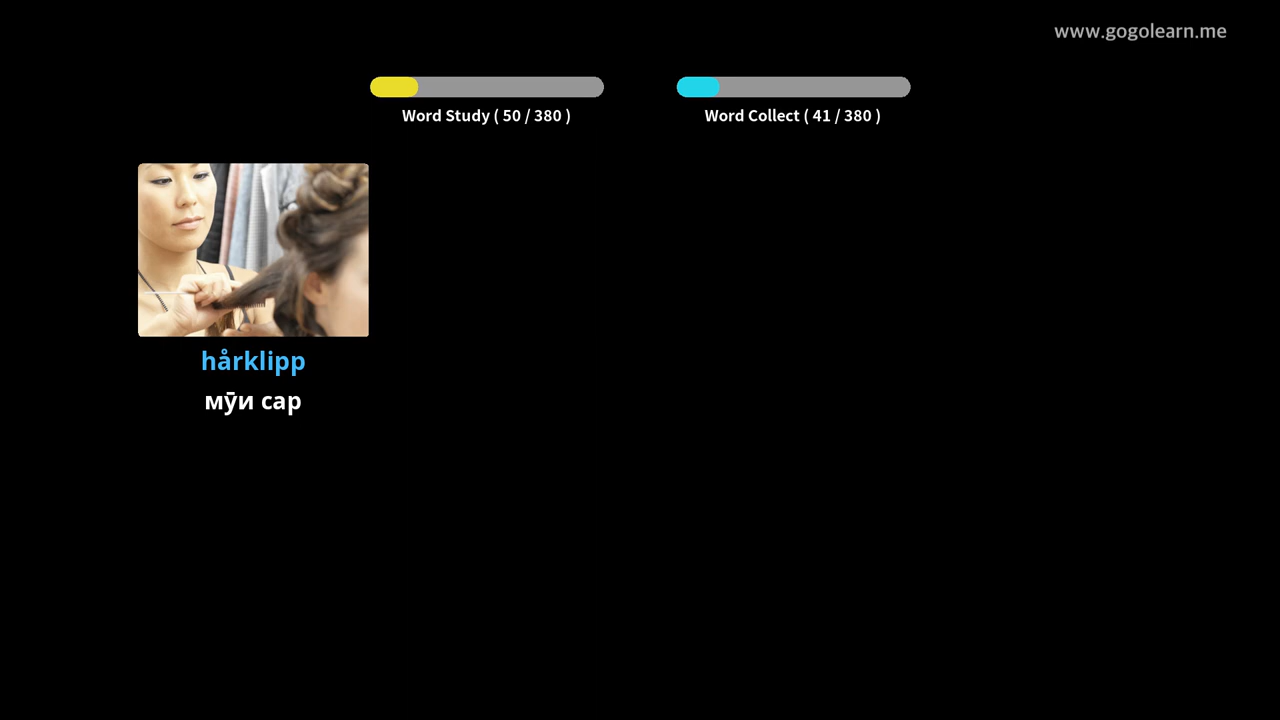 www.gogolearn.me
Word Study ( 50 / 380 )
Word Collect ( 41 / 380 )
hårklipp
мӯи сар